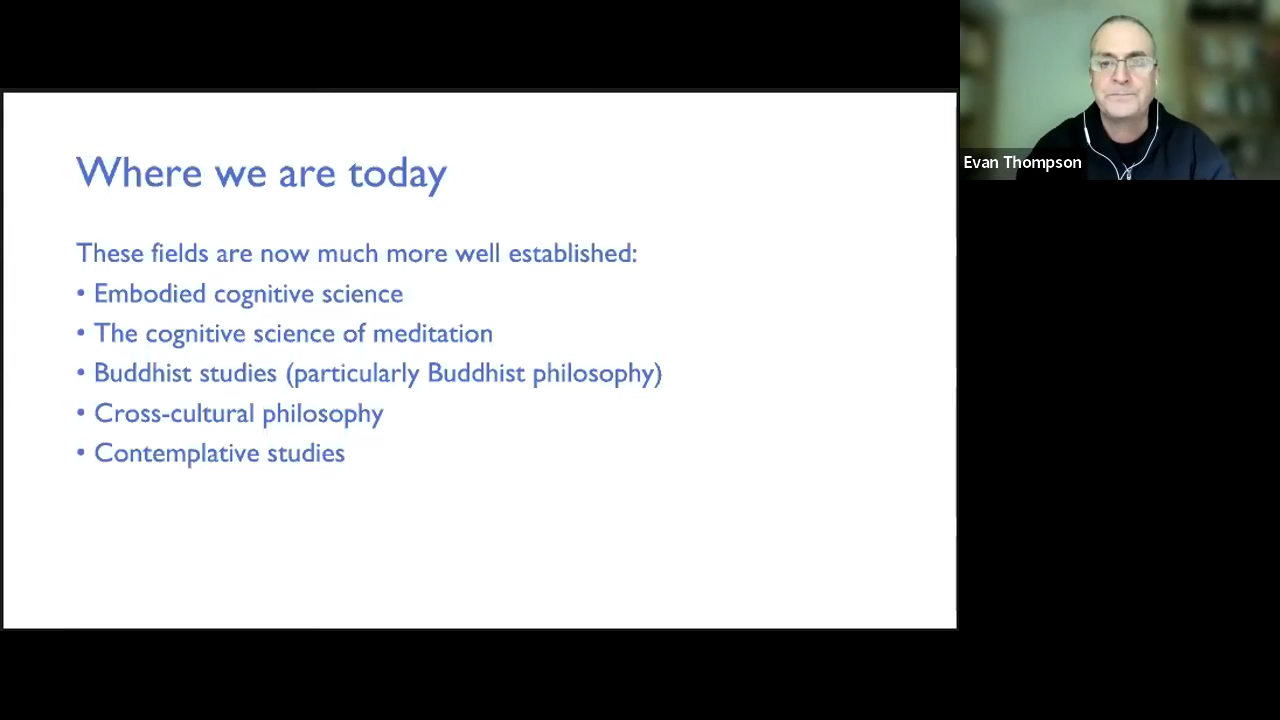 Where we are today
These fields are now much more well established:
• Embodied cognitive science
• The cognitive science of meditation
• Buddhist studies (particularly Buddhist philosophy)
• Cross-cultural philosophy
• Contemplative studies
Evan Thompson